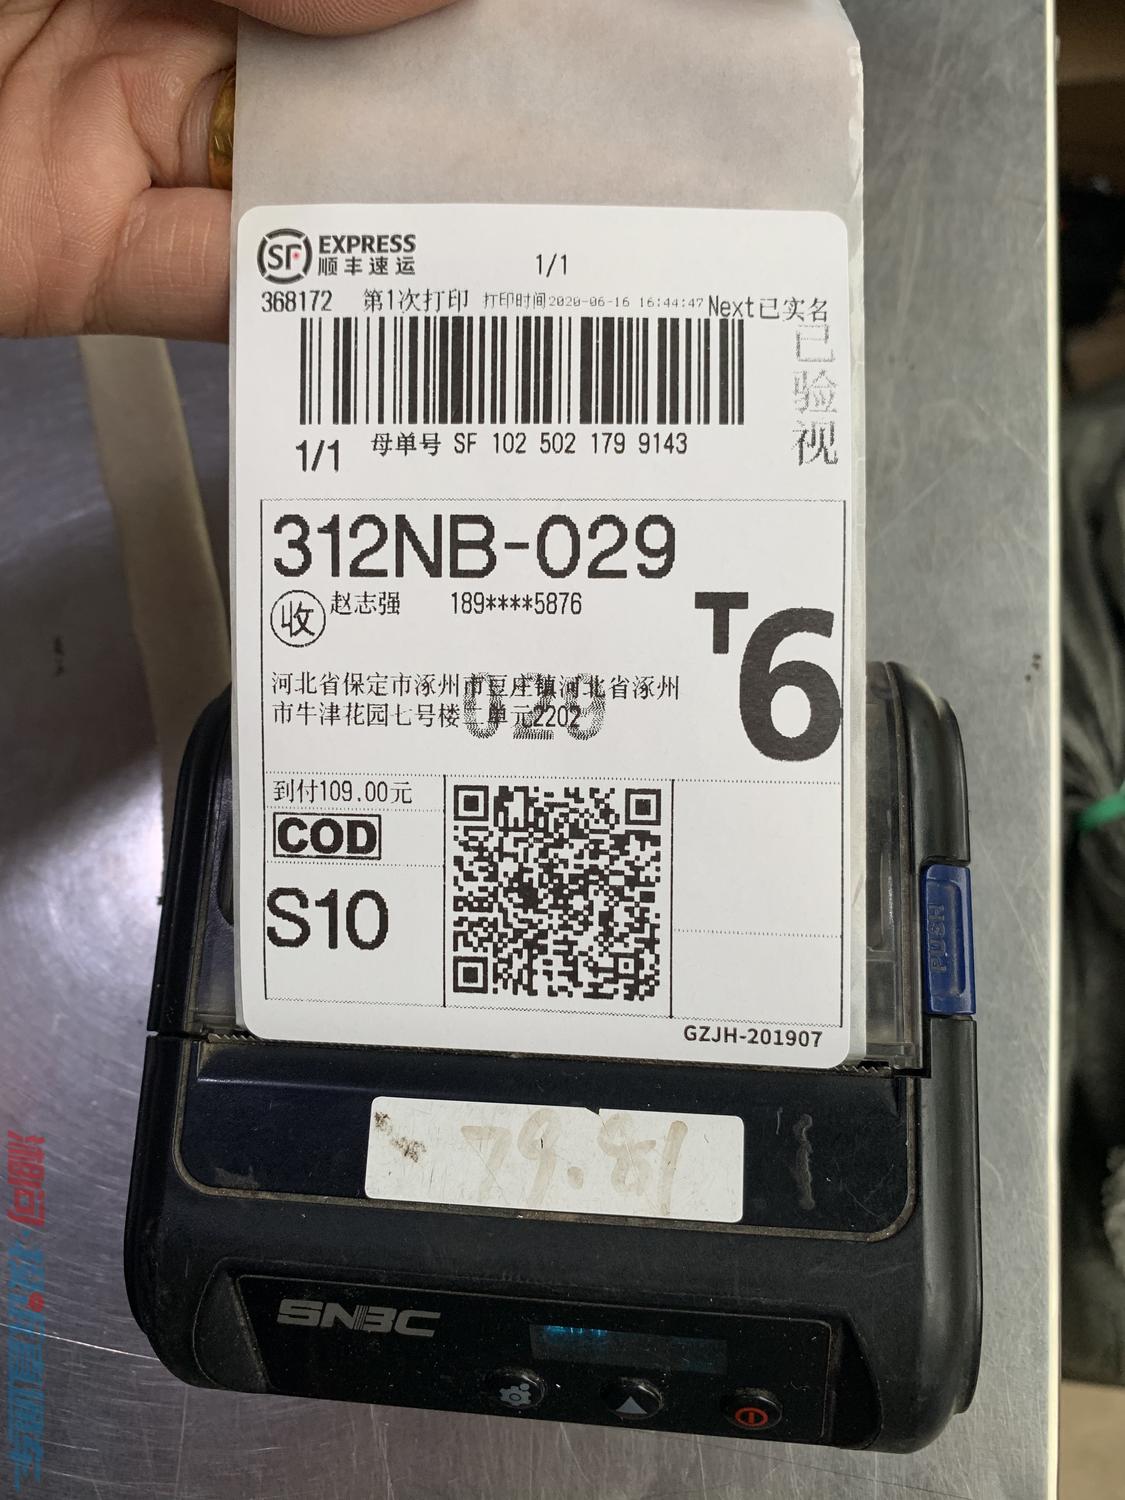 SF EXPRESS
顺丰速运
1/1
368172 第1次打印 打印时间2020-06-16 16:44:47 Next已实名
已验视
1/1 母单号 SF 102 502 179 9143
312NB-029
收 赵志强 189****5876
T6
河北省保定市涿州市豆庄镇河北省涿州
市牛津花园七号楼二单元2202
020
到付109.00元
COD
S10
GZJH-201907
PUSH
79.81
SNBC